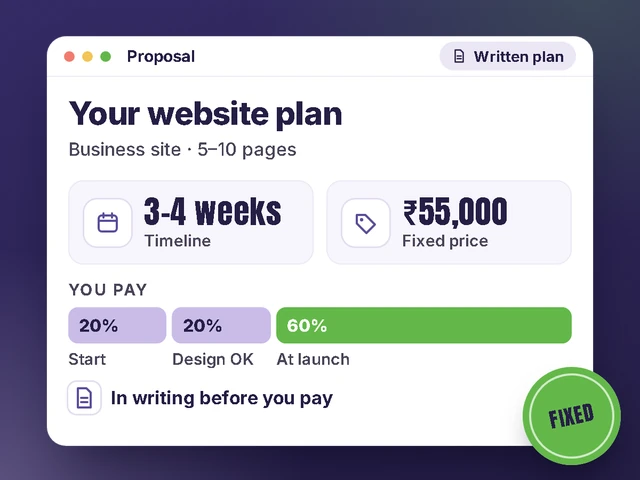 Proposal
Written plan
Your website plan
Business site · 5–10 pages
3-4 weeks
Timeline
₹55,000
Fixed price
YOU PAY
20%
20%
60%
Start
Design OK
At launch
In writing before you pay
FIXED